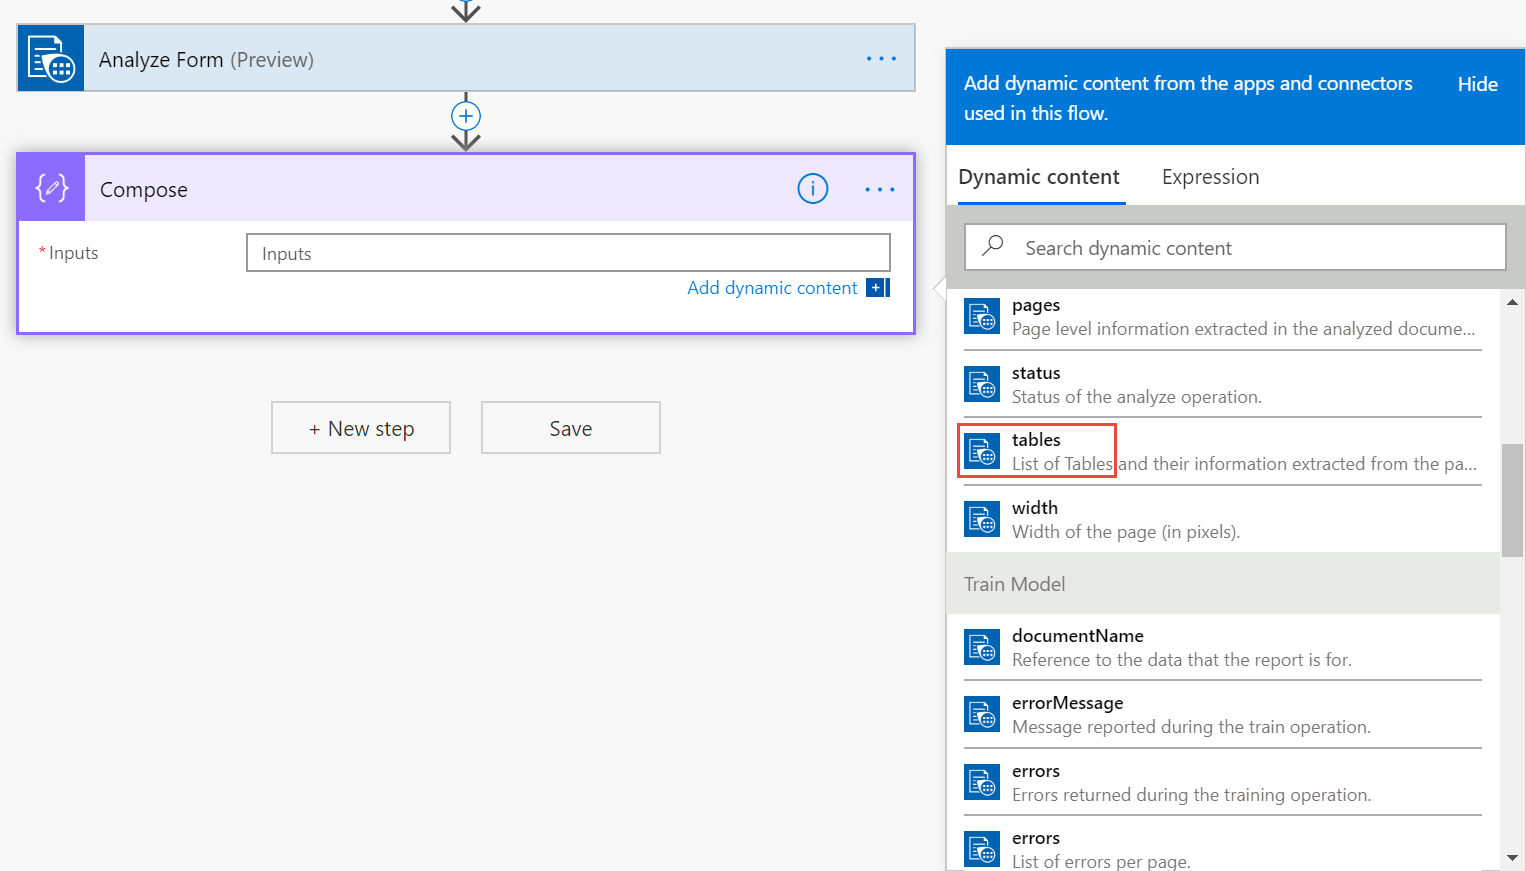 Analyze Form (Preview)
Compose
* Inputs
Inputs
Add dynamic content
+ New step
Save
Add dynamic content from the apps and connectors
used in this flow.
Hide
Dynamic content
Expression
Search dynamic content
pages
Page level information extracted in the analyzed docume...
status
Status of the analyze operation.
tables
List of Tables and their information extracted from the pa...
width
Width of the page (in pixels).
Train Model
documentName
Reference to the data that the report is for.
errorMessage
Message reported during the train operation.
errors
Errors returned during the training operation.
errors
List of errors per page.